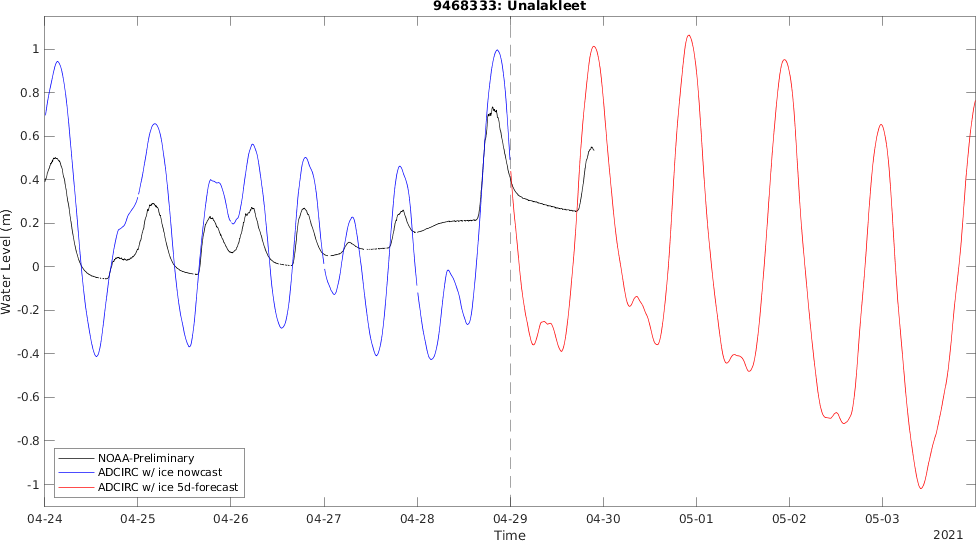 9468333: Unalakleet
1
0.8
0.6
0.4
0.2
0
-0.2
-0.4
-0.6
-0.8
-1
Water Level (m)
NOAA-Preliminary
ADCIRC w/ ice nowcast
ADCIRC w/ ice 5d-forecast
04-24 04-25 04-26 04-27 04-28 04-29 04-30 05-01 05-02 05-03
Time
2021